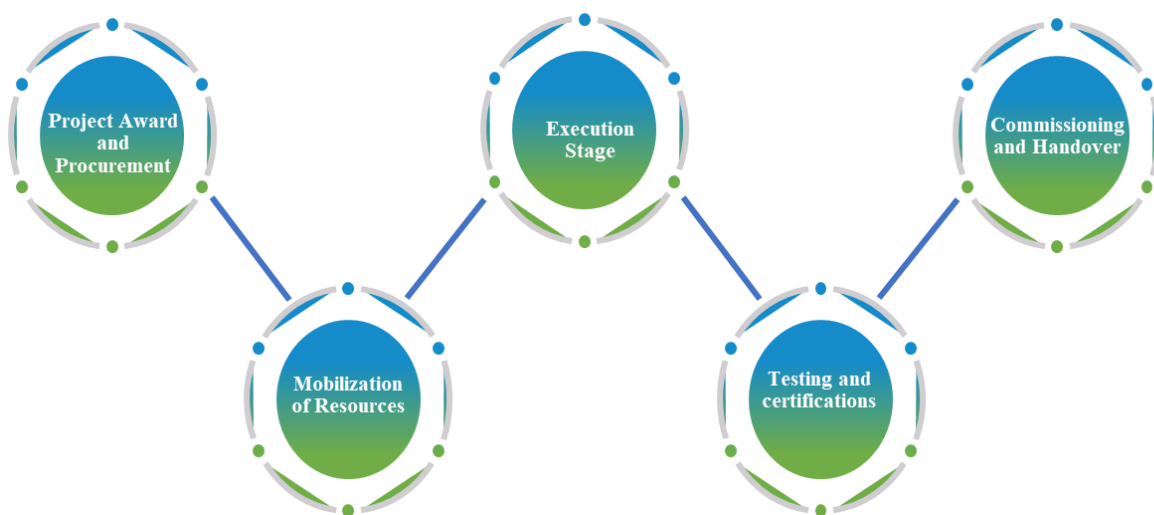 Project Award
and
Procurement
Mobilization
of Resources
Execution
Stage
Testing and
certifications
Commissioning
and Handover